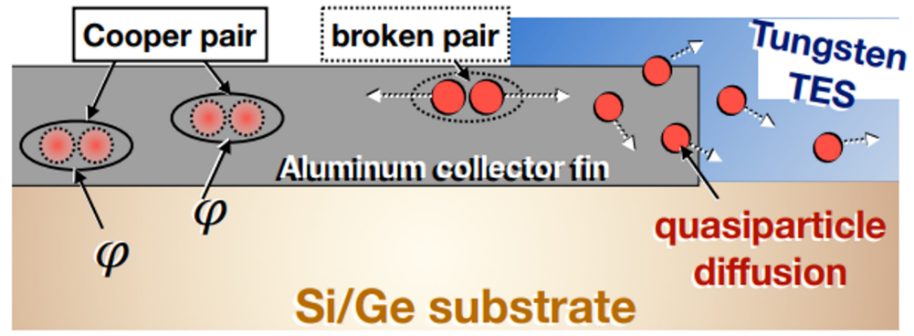 Cooper pair
broken pair
Tungsten
TES
Aluminum collector fin
φ
φ
quasiparticle
diffusion
Si/Ge substrate